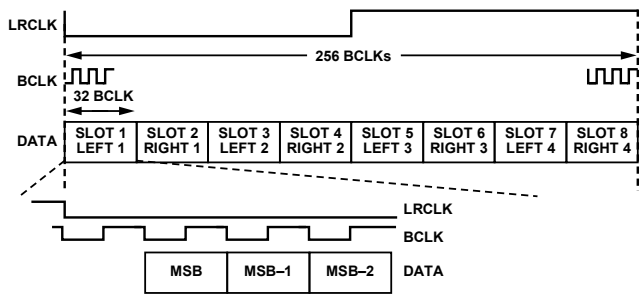 LRCLK
256 BCLKs
BCLK
32 BCLK
DATA
SLOT 1 SLOT 2 SLOT 3 SLOT 4 SLOT 5 SLOT 6 SLOT 7 SLOT 8
LEFT 1 RIGHT 1 LEFT 2 RIGHT 2 LEFT 3 RIGHT 3 LEFT 4 RIGHT 4
LRCLK
BCLK
MSB MSB–1 MSB–2 DATA